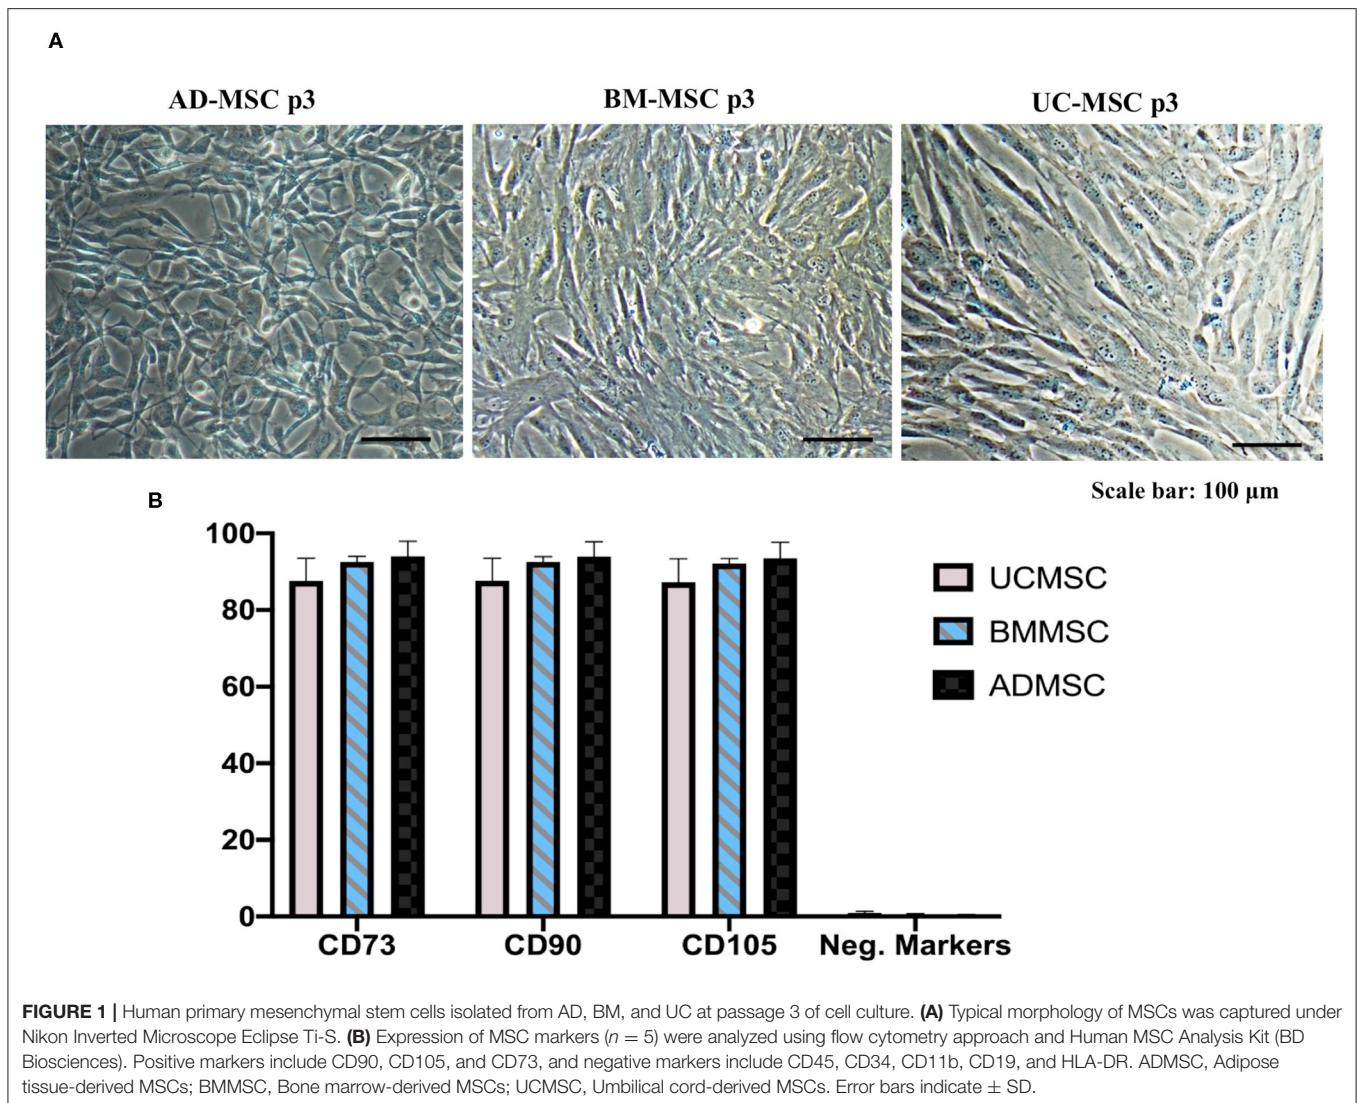 A
AD-MSC p3
BM-MSC p3
UC-MSC p3
Scale bar: 100 µm
B
100
80
60
40
20
0
CD73
CD90
CD105
Neg. Markers
UCMSC
BMMSC
ADMSC
FIGURE 1 | Human primary mesenchymal stem cells isolated from AD, BM, and UC at passage 3 of cell culture. (A) Typical morphology of MSCs was captured under
Nikon Inverted Microscope Eclipse Ti-S. (B) Expression of MSC markers (n = 5) were analyzed using flow cytometry approach and Human MSC Analysis Kit (BD
Biosciences). Positive markers include CD90, CD105, and CD73, and negative markers include CD45, CD34, CD11b, CD19, and HLA-DR. ADMSC, Adipose
tissue-derived MSCs; BMMSC, Bone marrow-derived MSCs; UCMSC, Umbilical cord-derived MSCs. Error bars indicate ± SD.